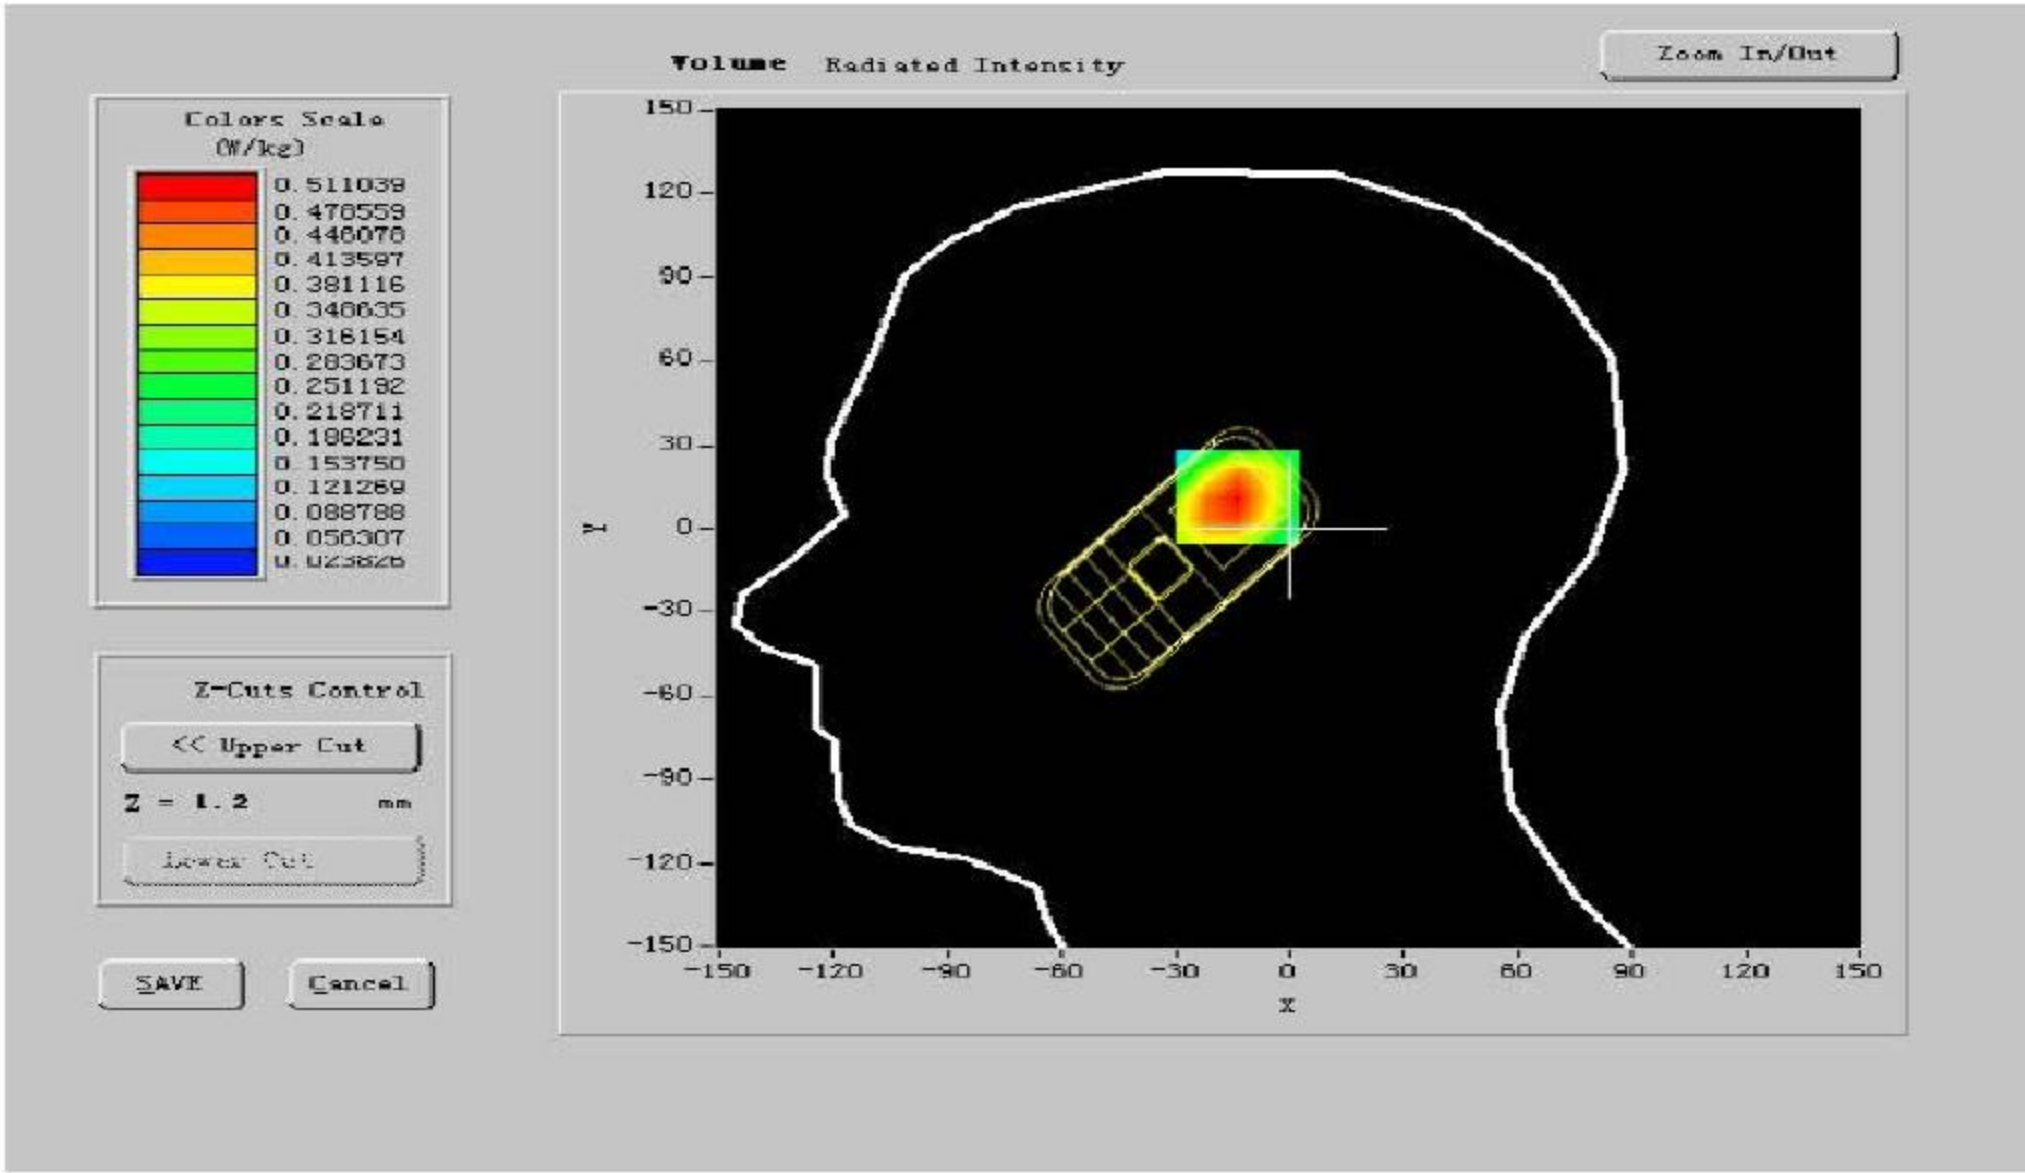 Volume Radiated Intensity
Zoom In/Out
Colors Scale
(W/kg)
0.511039
0.478559
0.446078
0.413597
0.381116
0.348635
0.316154
0.283673
0.251192
0.218711
0.186231
0.153750
0.121269
0.088788
0.056307
0.023826
Z-Cuts Control
<< Upper Cut
Z = 1.2 mm
Lower Cut
SAVE
Cancel
150
120
90
60
30
0
-30
-60
-90
-120
-150
Y
-150 -120 -90 -60 -30 0 30 60 90 120 150
X